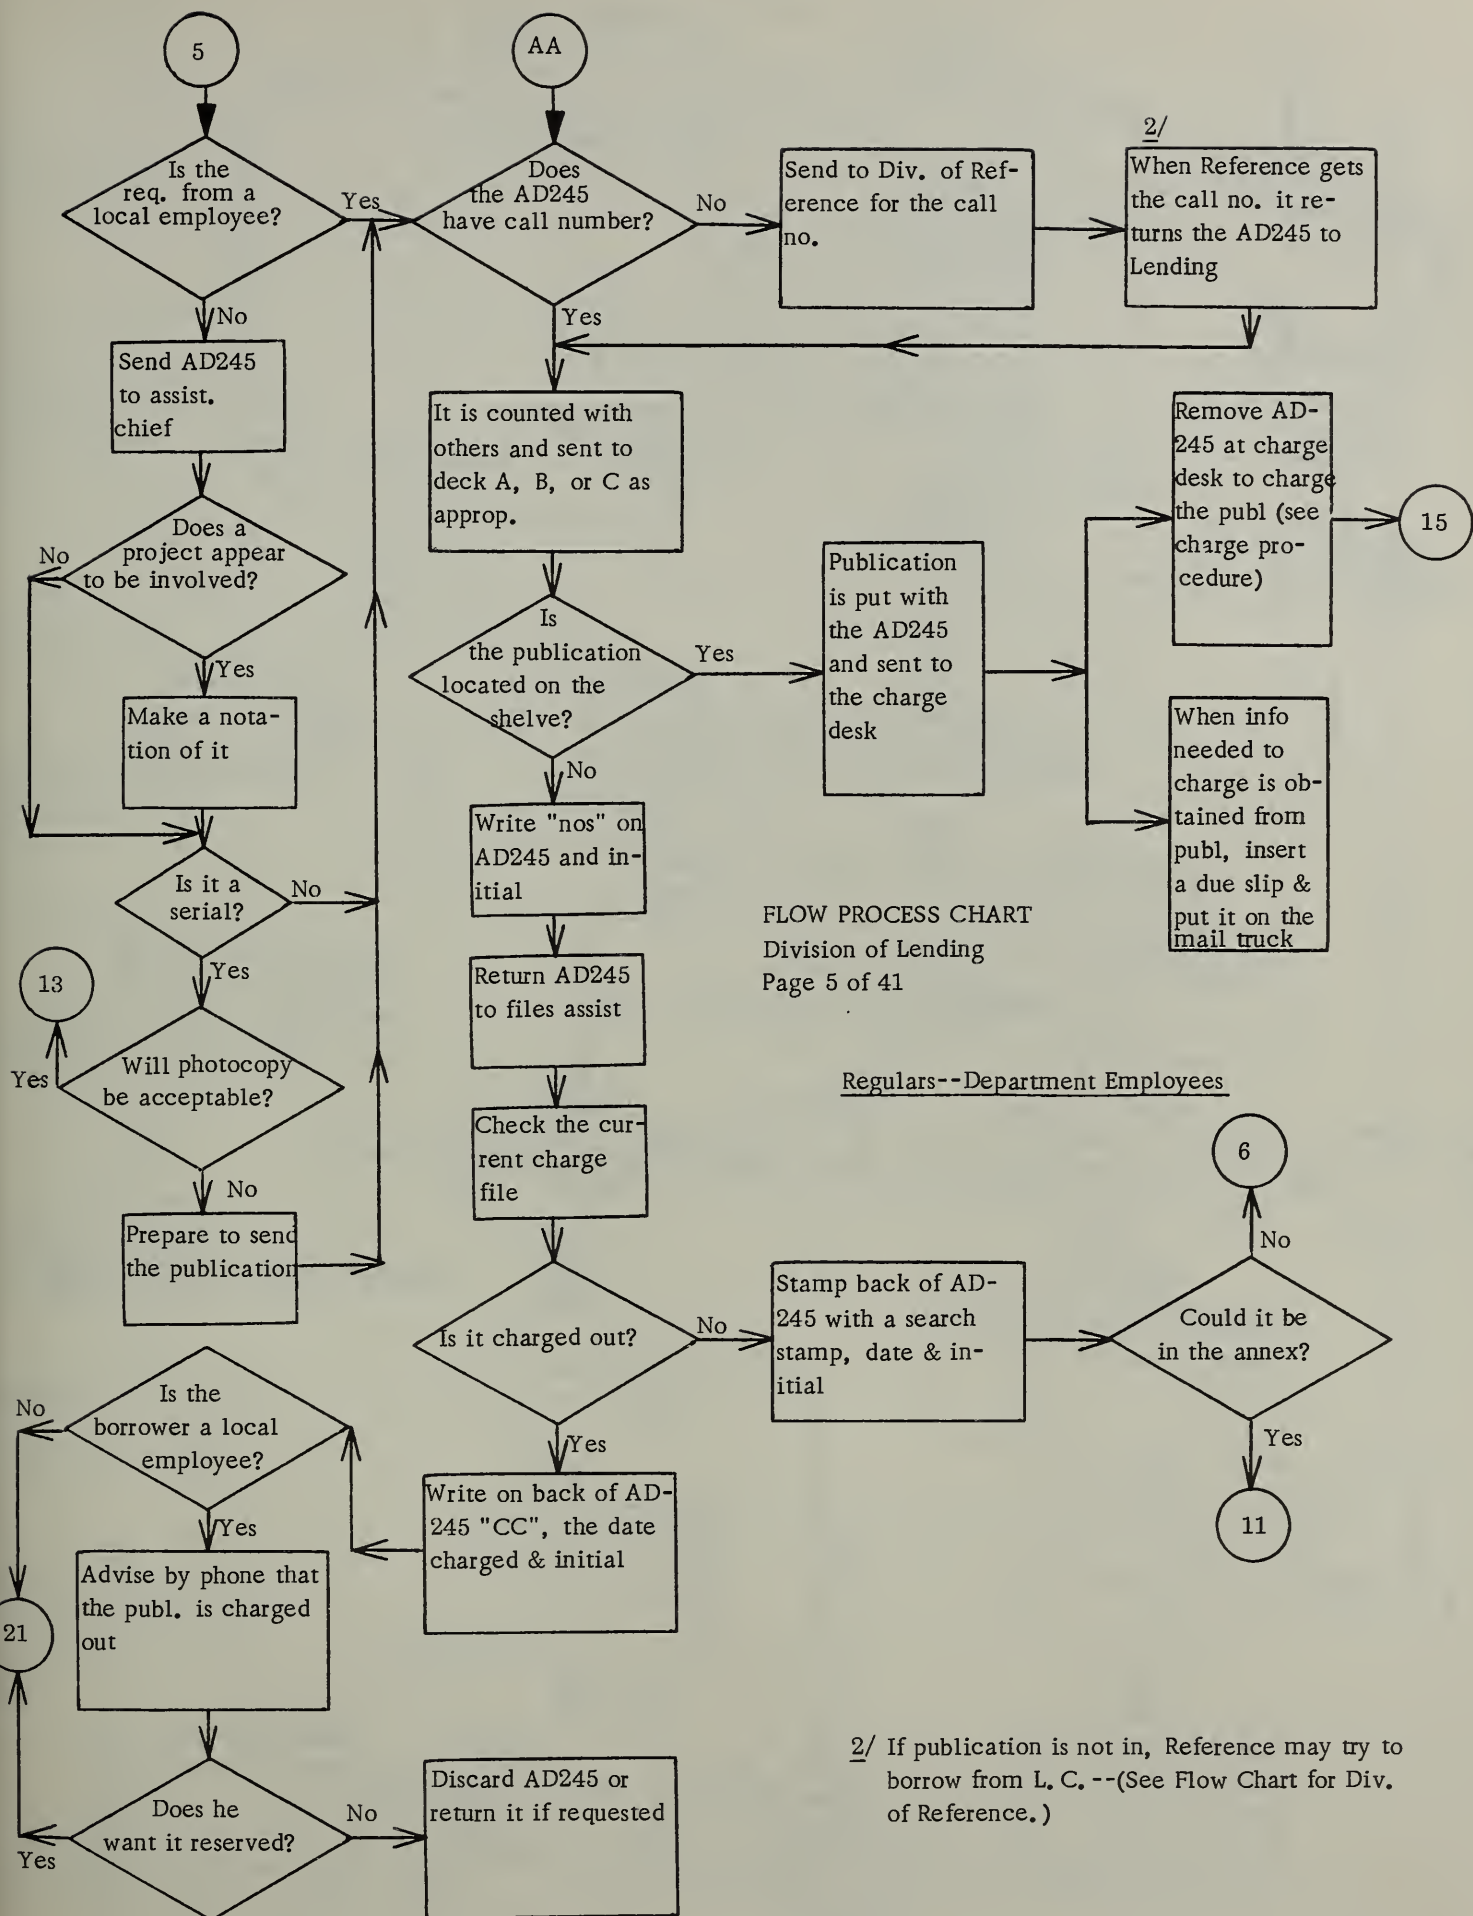 5
Is the
req. from a
local employee?
Yes
No
Send AD245
to assist.
chief
Does a
project appear
to be involved?
No
Yes
Make a nota-
tion of it
Is it a
serial?
No
Yes
13
Will photocopy
be acceptable?
Yes
No
Prepare to send
the publication
AA
Does
the AD245
have call number?
No
Yes
Send to Div. of Ref-
erence for the call
no.
2/
When Reference gets
the call no. it re-
turns the AD245 to
Lending
It is counted with
others and sent to
deck A, B, or C as
approp.
Is
the publication
located on the
shelve?
Yes
No
Publication
is put with
the AD245
and sent to
the charge
desk
Remove AD-
245 at charge
desk to charge
the publ (see
charge pro-
cedure)
15
When info
needed to
charge is ob-
tained from
publ, insert
a due slip &
put it on the
mail truck
Write "nos" on
AD245 and in-
itial
Return AD245
to files assist
Check the cur-
rent charge
file
FLOW PROCESS CHART
Division of Lending
Page 5 of 41
Regulars--Department Employees
Is it charged out?
No
Yes
Stamp back of AD-
245 with a search
stamp, date & in-
itial
Could it be
in the annex?
No
6
Yes
11
Write on back of AD-
245 "CC", the date
charged & initial
Is the
borrower a local
employee?
No
Yes
Advise by phone that
the publ. is charged
out
21
Does he
want it reserved?
Yes
No
Discard AD245 or
return it if requested
2/ If publication is not in, Reference may try to
borrow from L. C. --(See Flow Chart for Div.
of Reference.)